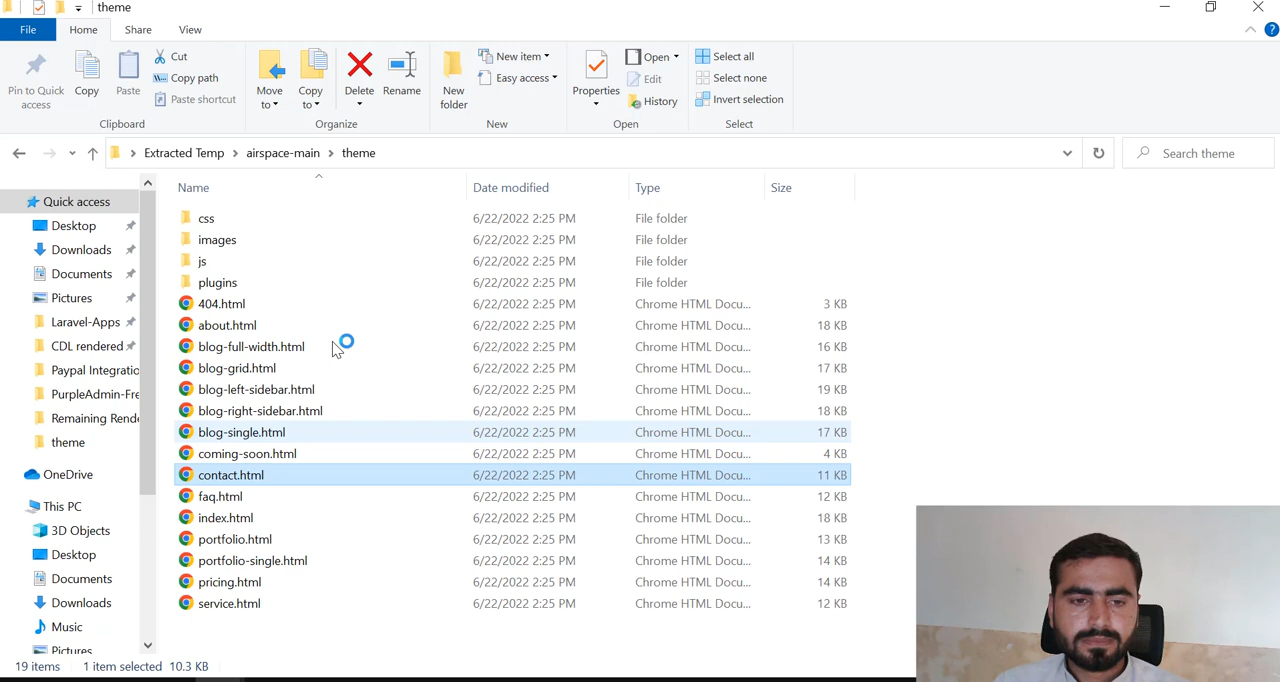 theme
File Home Share View
Pin to Quick access
Copy
Paste
Cut
Copy path
Paste shortcut
Clipboard
Move to
Copy to
Delete
Rename
Organize
New folder
New item
Easy access
New
Properties
Open
Edit
History
Open
Select all
Select none
Invert selection
Select
Extracted Temp > airspace-main > theme
Search theme
Name Date modified Type Size
Quick access
Desktop
Downloads
Documents
Pictures
Laravel-Apps
CDL rendered
Paypal Integratio
PurpleAdmin-Fre
Remaining Rende
theme
OneDrive
This PC
3D Objects
Desktop
Documents
Downloads
Music
Pictures
css 6/22/2022 2:25 PM File folder
images 6/22/2022 2:25 PM File folder
js 6/22/2022 2:25 PM File folder
plugins 6/22/2022 2:25 PM File folder
404.html 6/22/2022 2:25 PM Chrome HTML Docu... 3 KB
about.html 6/22/2022 2:25 PM Chrome HTML Docu... 18 KB
blog-full-width.html 6/22/2022 2:25 PM Chrome HTML Docu... 16 KB
blog-grid.html 6/22/2022 2:25 PM Chrome HTML Docu... 17 KB
blog-left-sidebar.html 6/22/2022 2:25 PM Chrome HTML Docu... 19 KB
blog-right-sidebar.html 6/22/2022 2:25 PM Chrome HTML Docu... 18 KB
blog-single.html 6/22/2022 2:25 PM Chrome HTML Docu... 17 KB
coming-soon.html 6/22/2022 2:25 PM Chrome HTML Docu... 4 KB
contact.html 6/22/2022 2:25 PM Chrome HTML Docu... 11 KB
faq.html 6/22/2022 2:25 PM Chrome HTML Docu... 12 KB
index.html 6/22/2022 2:25 PM Chrome HTML Docu... 18 KB
portfolio.html 6/22/2022 2:25 PM Chrome HTML Docu... 13 KB
portfolio-single.html 6/22/2022 2:25 PM Chrome HTML Docu... 14 KB
pricing.html 6/22/2022 2:25 PM Chrome HTML Docu... 14 KB
service.html 6/22/2022 2:25 PM Chrome HTML Docu... 12 KB
19 items 1 item selected 10.3 KB